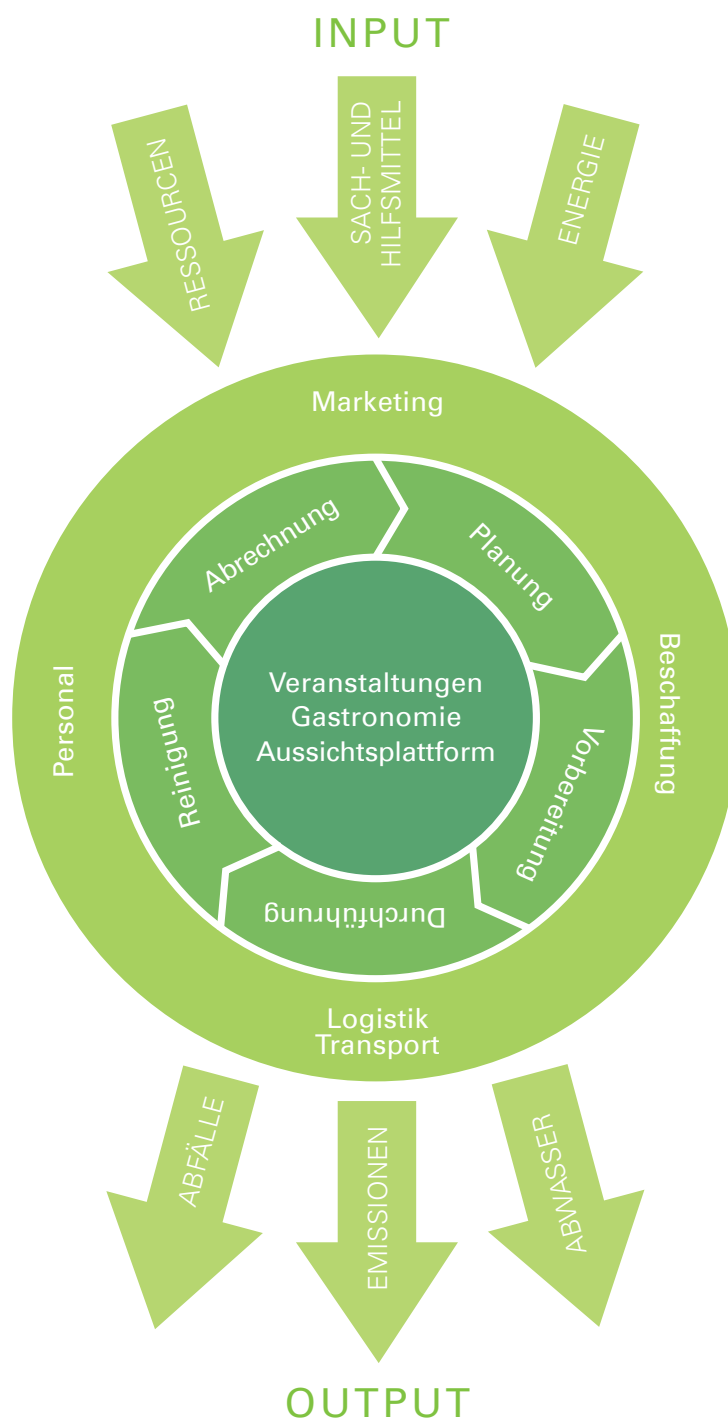 INPUT
RESSOURCEN
SACH- UND
HILFSMITTEL
ENERGIE
Marketing
Abrechnung
Planung
Personal
Reinigung
Veranstaltungen
Gastronomie
Aussichtsplattform
Vorbereitung
Beschaffung
Durchführung
Logistik
Transport
ABFÄLLE
EMISSIONEN
ABWASSER
OUTPUT